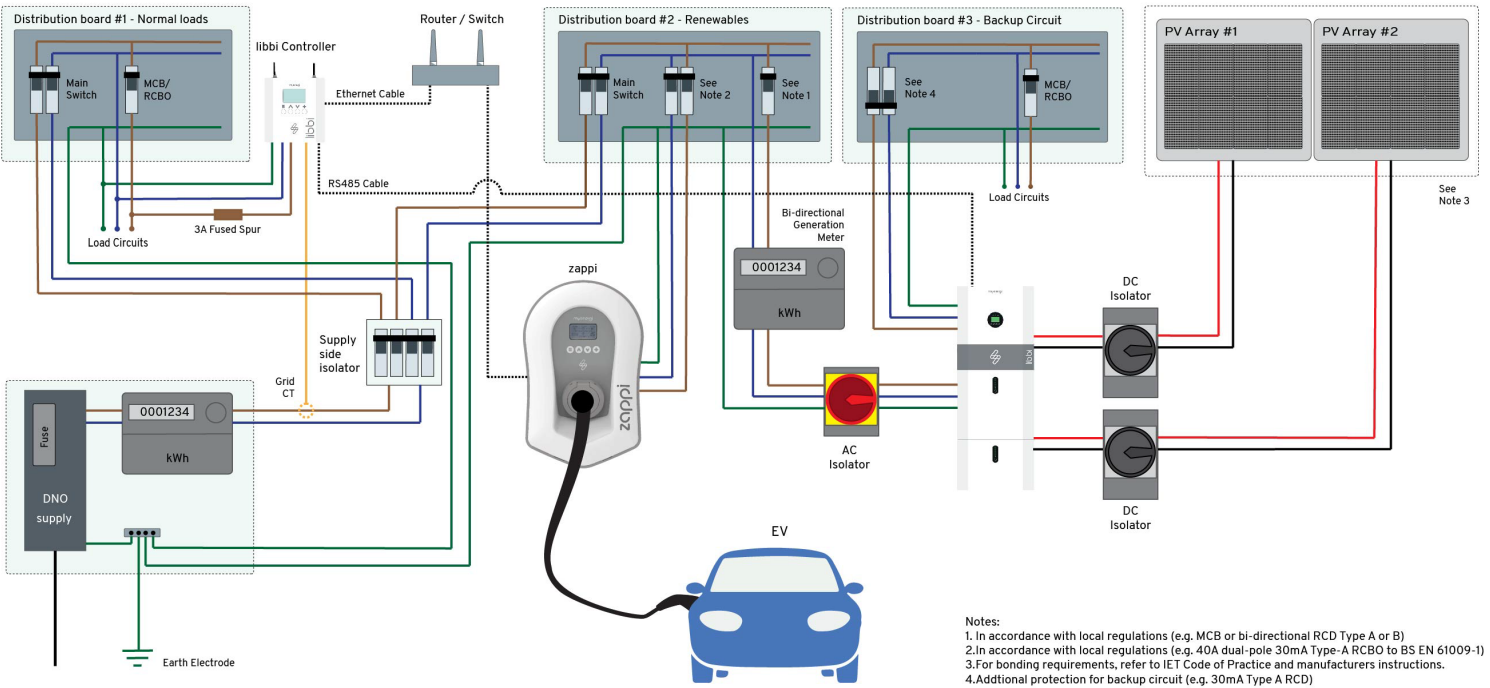 Distribution board #1 - Normal loads
Main
Switch
MCB/
RCBO
libbi Controller
libbi
Router / Switch
Ethernet Cable
RS485 Cable
3A Fused Spur
Load Circuits
Distribution board #2 - Renewables
Main
Switch
See
Note 2
See
Note 1
Distribution board #3 - Backup Circuit
See
Note 4
MCB/
RCBO
Load Circuits
PV Array #1
PV Array #2
See
Note 3
Bi-directional
Generation
Meter
0001234
kWh
zappi
zappi
Supply
side
isolator
Grid
CT
Fuse
DNO
supply
0001234
kWh
Earth Electrode
AC
Isolator
libbi
DC
Isolator
DC
Isolator
EV
Notes:
1. In accordance with local regulations (e.g. MCB or bi-directional RCD Type A or B)
2.In accordance with local regulations (e.g. 40A dual-pole 30mA Type-A RCBO to BS EN 61009-1)
3.For bonding requirements, refer to IET Code of Practice and manufacturers instructions.
4.Addtional protection for backup circuit (e.g. 30mA Type A RCD)